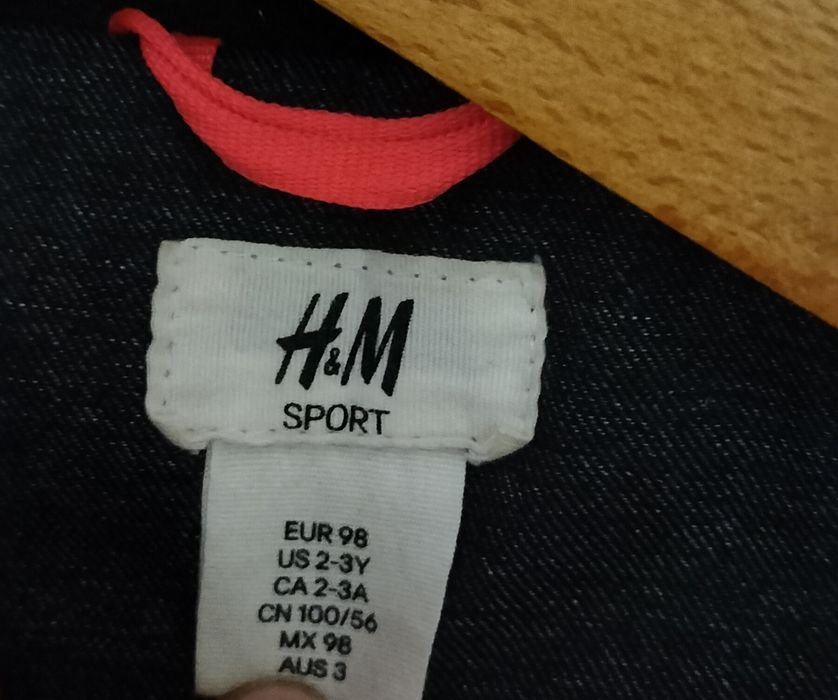 H&M
SPORT
EUR 98
US 2-3Y
CA 2-3A
CN 100/56
MX 98
AUS 3